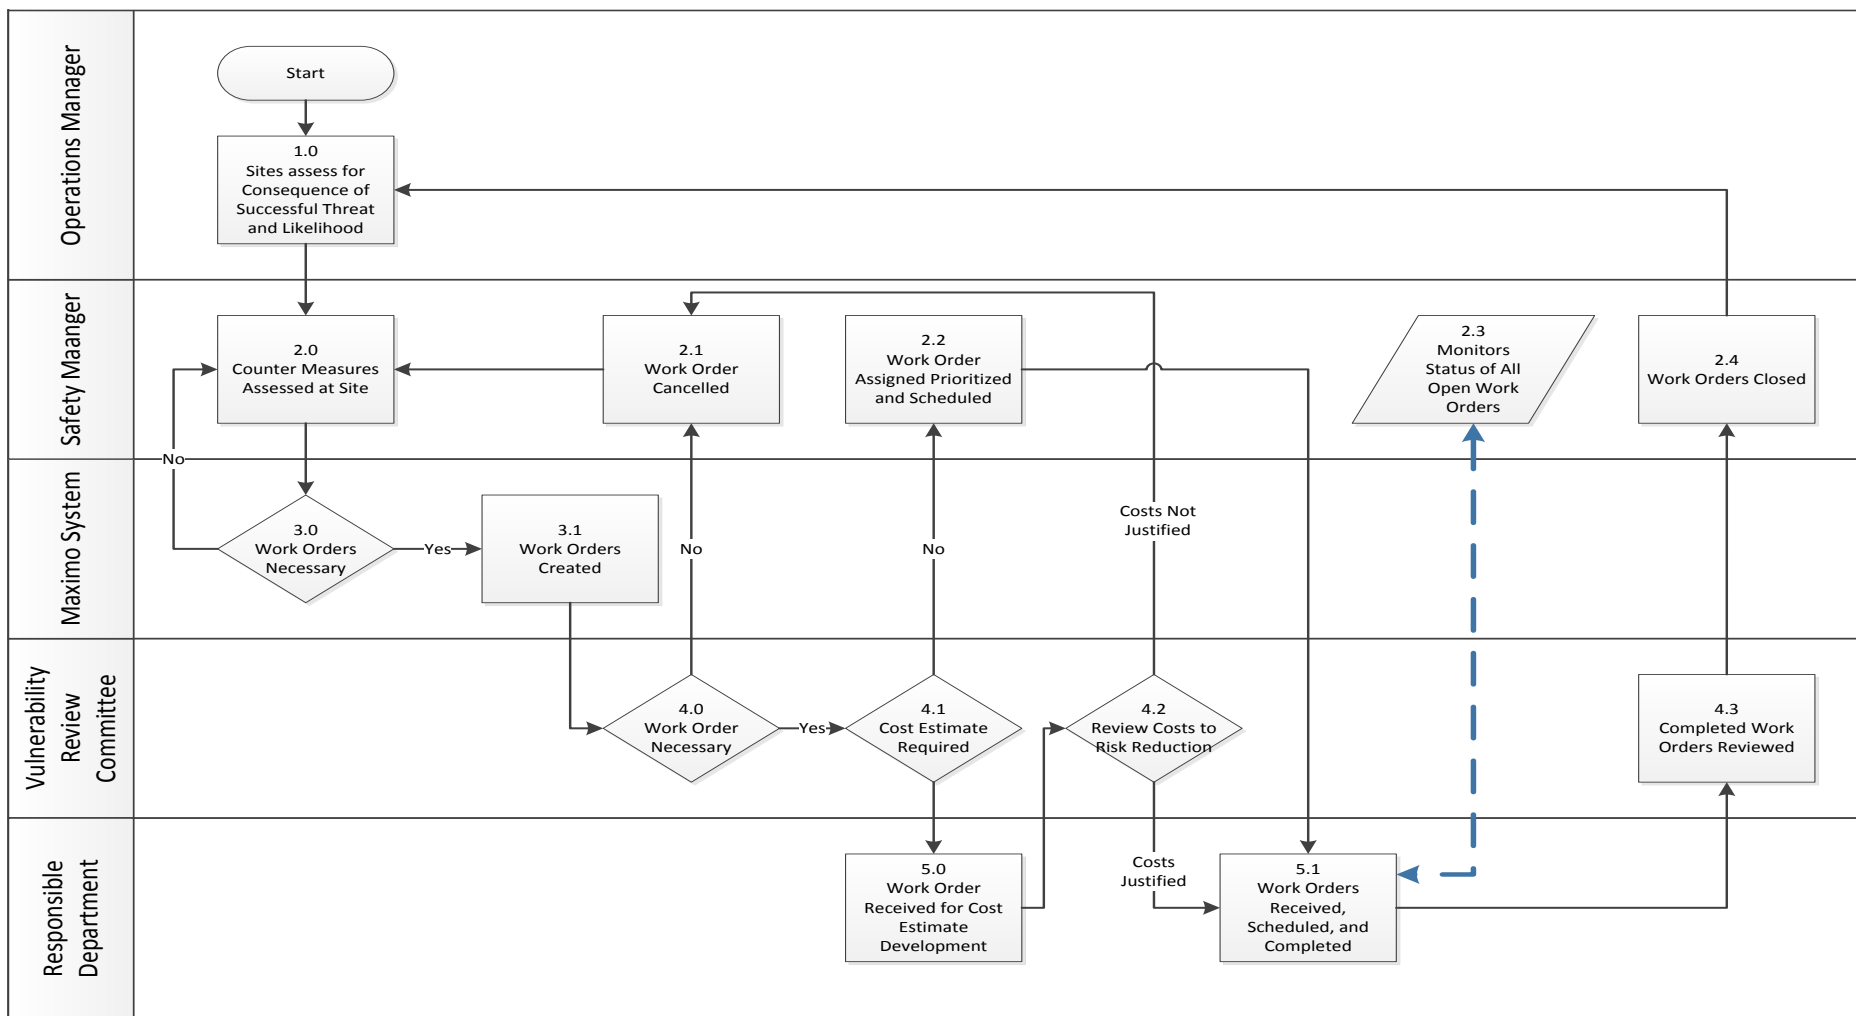 Operations Manager
Start
1.0
Sites assess for
Consequence of
Successful Threat
and Likelihood
Safety Maanger
2.0
Counter Measures
Assessed at Site
2.1
Work Order
Cancelled
2.2
Work Order
Assigned Prioritized
and Scheduled
2.3
Monitors
Status of All
Open Work
Orders
2.4
Work Orders Closed
No
Maximo System
3.0
Work Orders
Necessary
Yes
3.1
Work Orders
Created
No
No
Costs Not
Justified
Vulnerability
Review
Committee
4.0
Work Order
Necessary
Yes
4.1
Cost Estimate
Required
4.2
Review Costs to
Risk Reduction
4.3
Completed Work
Orders Reviewed
Responsible
Department
5.0
Work Order
Received for Cost
Estimate
Development
Costs
Justified
5.1
Work Orders
Received,
Scheduled, and
Completed